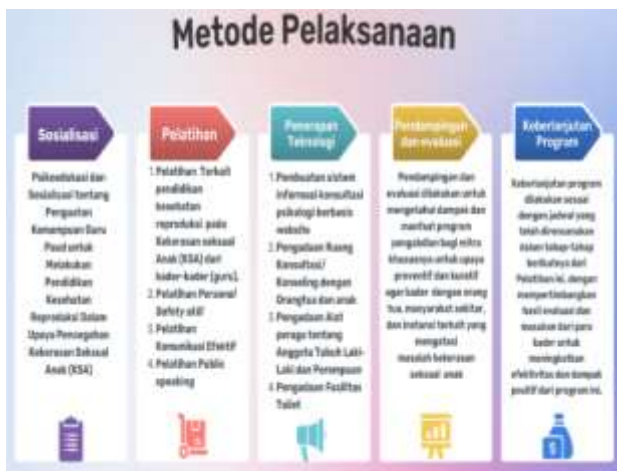 Metode Pelaksanaan
Sosialisasi
Psikoedukasi dan
Sosialisasi tentang
Penguatan
Kemampuan Guru
Paud untuk
Melakukan
Pendidikan
Kesehatan
Reproduksi Dalam
Upaya Pencegahan
Kekerasan Seksual
Anak (KSA)
Pelatihan
1. Pelatihan Terkait
pendidikan
kesehatan
reproduksi pada
Kekerasan seksual
Anak (KSA) dari
kader-kader (guru).
2. Pelatihan Personal
Safety skill
3. Pelatihan
Komunikasi Efektif
4. Pelatihan Public
speaking
Penerapan
Teknologi
1. Pembuatan sistem
informasi konsultasi
psikologi berbasis
website
2. Pengadaan Ruang
Konsultasi/
Konseling dengan
Orangtua dan anak
3. Pengadaan Alat
peraga tentang
Anggota Tubuh Laki-
Laki dan Perempuan
4. Pengadaan Fasilitas
Toilet
Pendampingan
dan evaluasi
Pendampingan dan
evaluasi dilakukan untuk
mengetahui dampak dan
manfaat program
pengabdian bagi mitra
khususnya untuk upaya
preventif dan kuratif
agar kader dengan orang
tua, masyarakat sekitar,
dan instansi terkait yang
mengatasi
masalah kekerasan
seksual anak
Keberlanjutan
Program
Keberlanjutan program
dilakukan sesuai
dengan jadwal yang
telah direncanakan
dalam tahap-tahap
berikutnya dari
Pelatihan ini, dengan
mempertimbangkan
hasil evaluasi dan
masukan dari para
kader untuk
meningkatkan
efektivitas dan dampak
positif dari program ini.